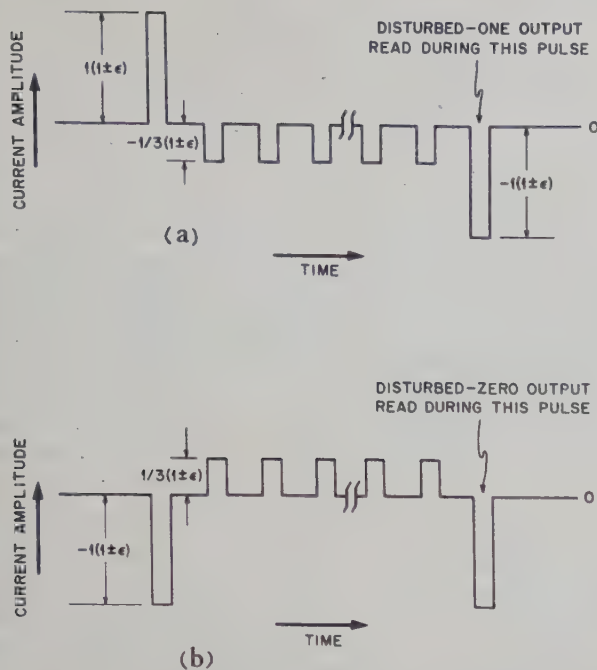 DISTURBED-ONE OUTPUT
READ DURING THIS PULSE
1(1±ϵ)
0
-1/3(1±ϵ)
-1(1±ϵ)
CURRENT AMPLITUDE
(a)
TIME
DISTURBED-ZERO OUTPUT
READ DURING THIS PULSE
1/3(1±ϵ)
0
-1(1±ϵ)
CURRENT AMPLITUDE
TIME
(b)